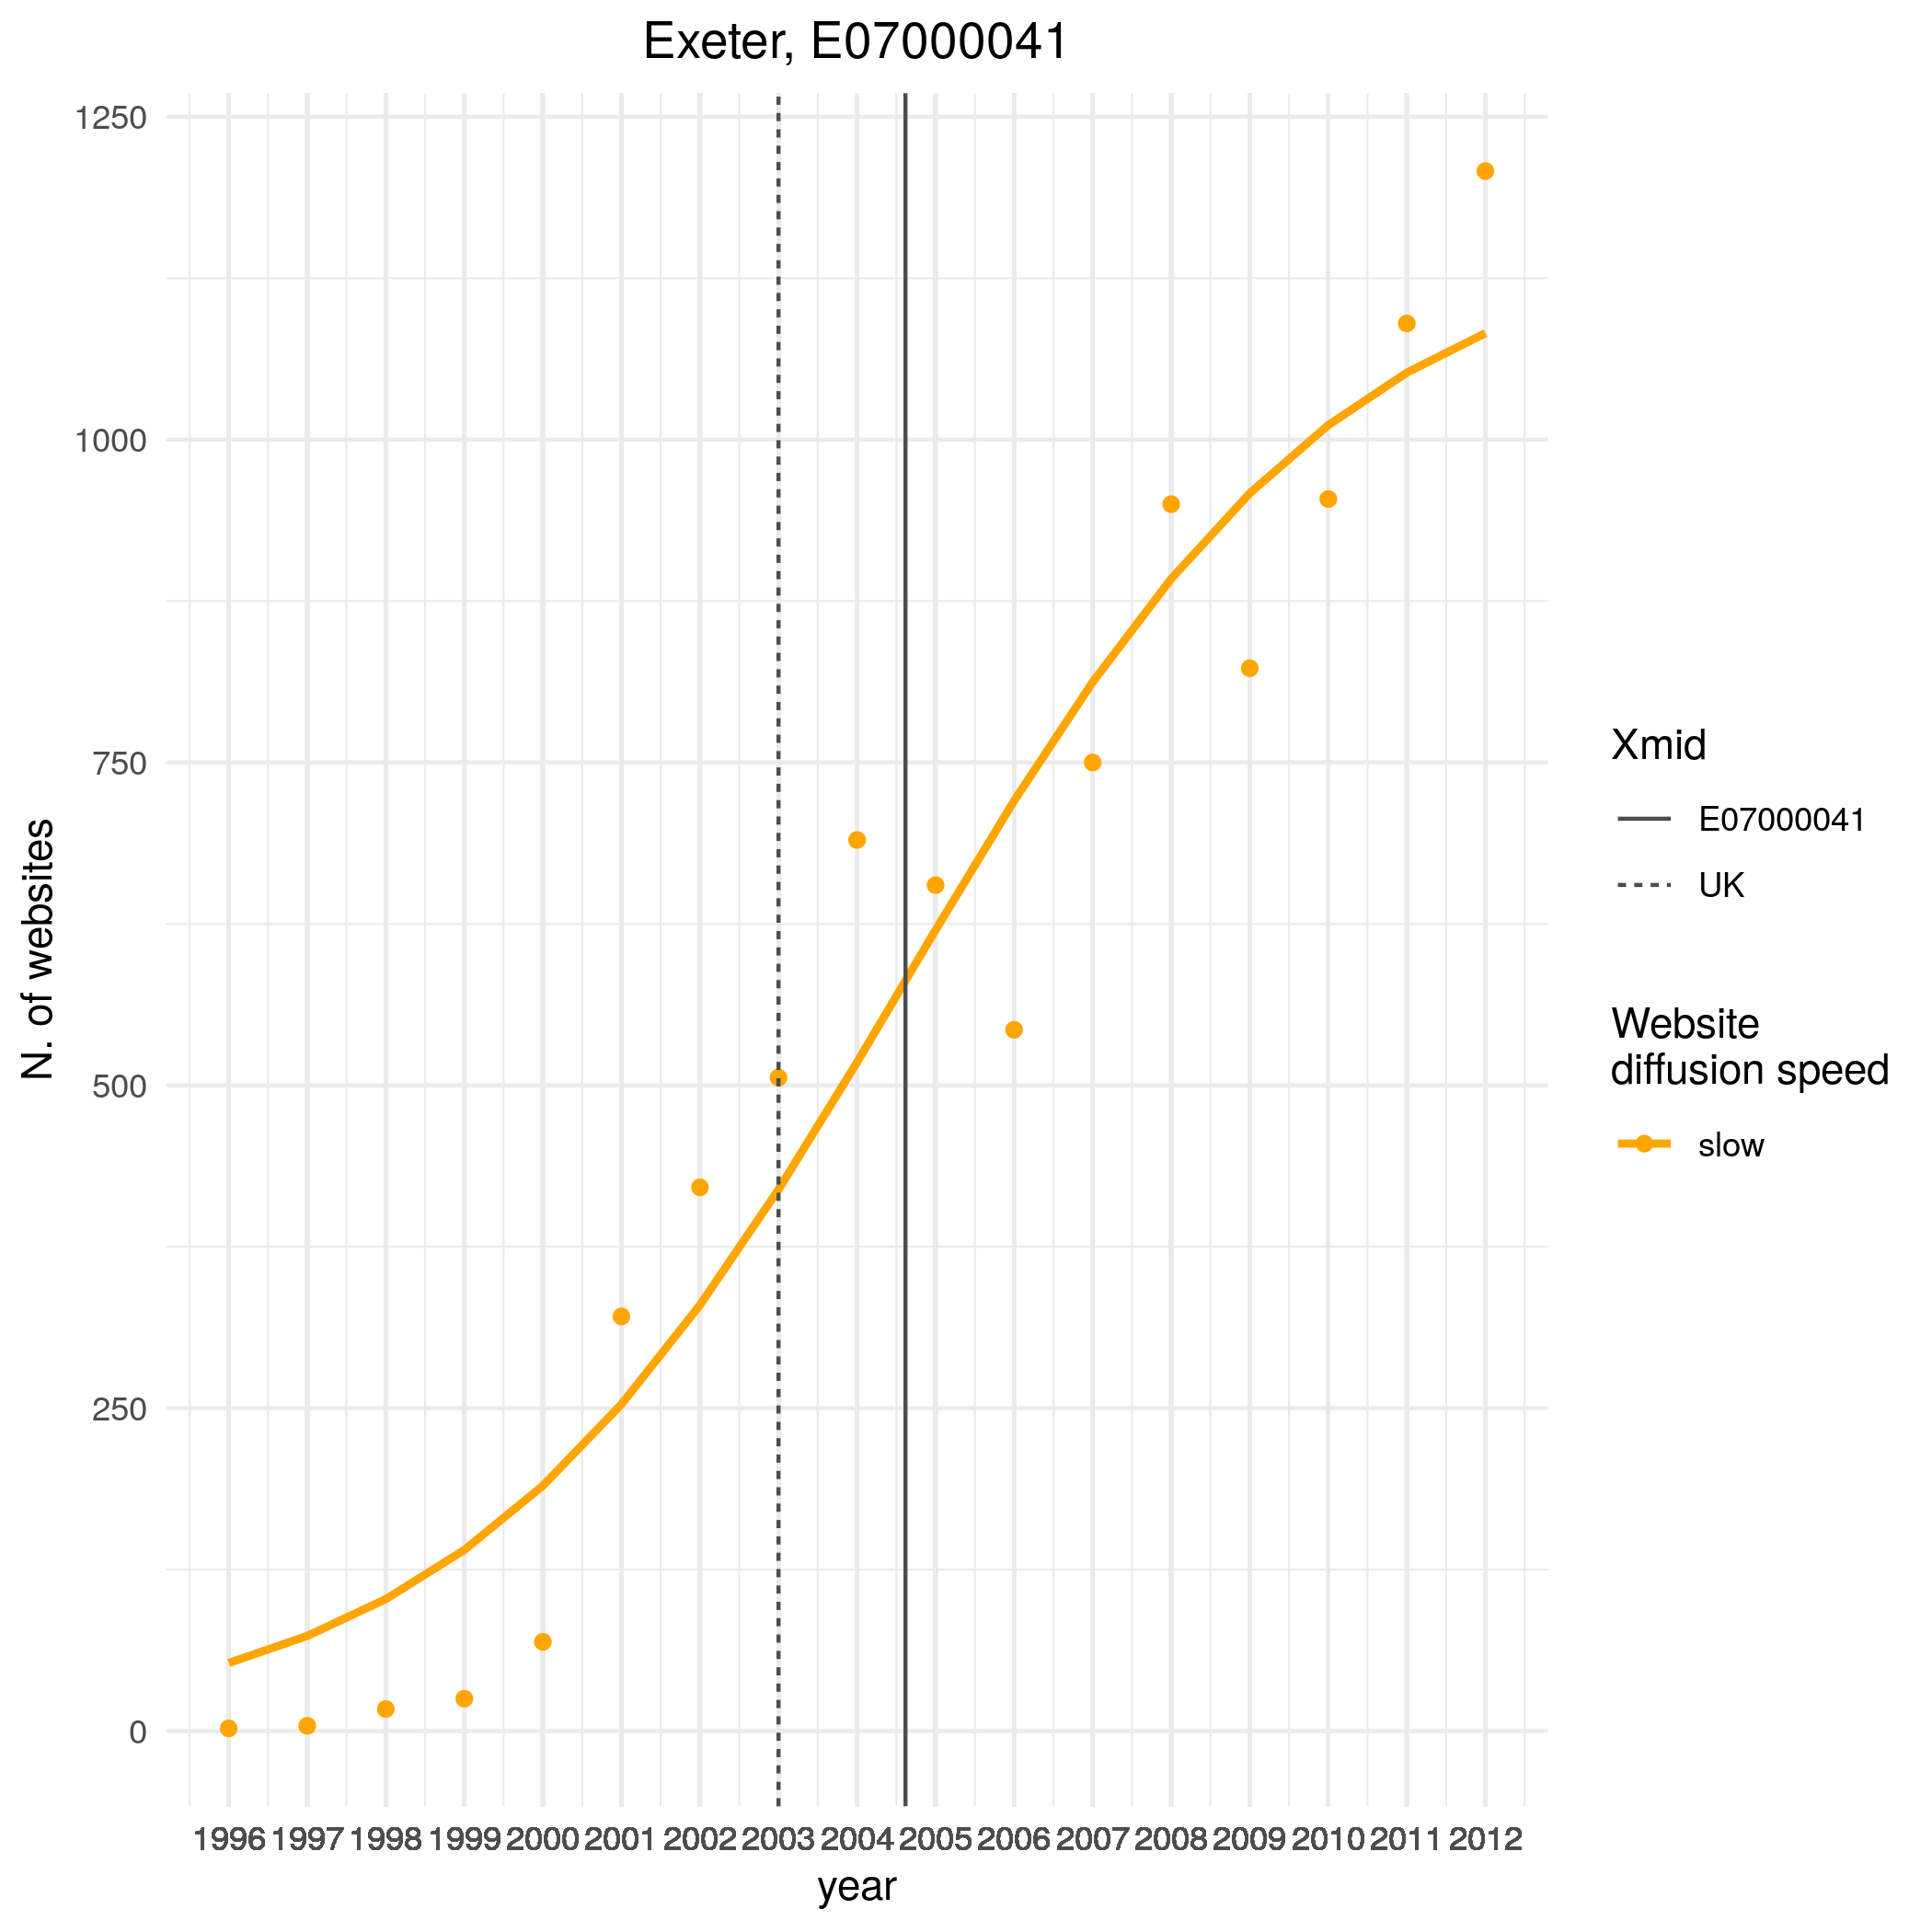 Exeter, E07000041
1250
1000
750
500
250
0
N. of websites
1996 1997 1998 1999 2000 2001 2002 2003 2004 2005 2006 2007 2008 2009 2010 2011 2012
year
Xmid
E07000041
UK
Website
diffusion speed
slow